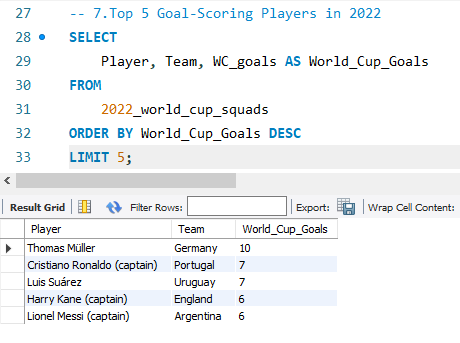 27 -- 7.Top 5 Goal-Scoring Players in 2022
28 SELECT
29 Player, Team, WC_goals AS World_Cup_Goals
30 FROM
31 2022_world_cup_squads
32 ORDER BY World_Cup_Goals DESC
33 LIMIT 5;
Result Grid Filter Rows: Export: Wrap Cell Content:
Player Team World_Cup_Goals
Thomas Müller Germany 10
Cristiano Ronaldo (captain) Portugal 7
Luis Suárez Uruguay 7
Harry Kane (captain) England 6
Lionel Messi (captain) Argentina 6